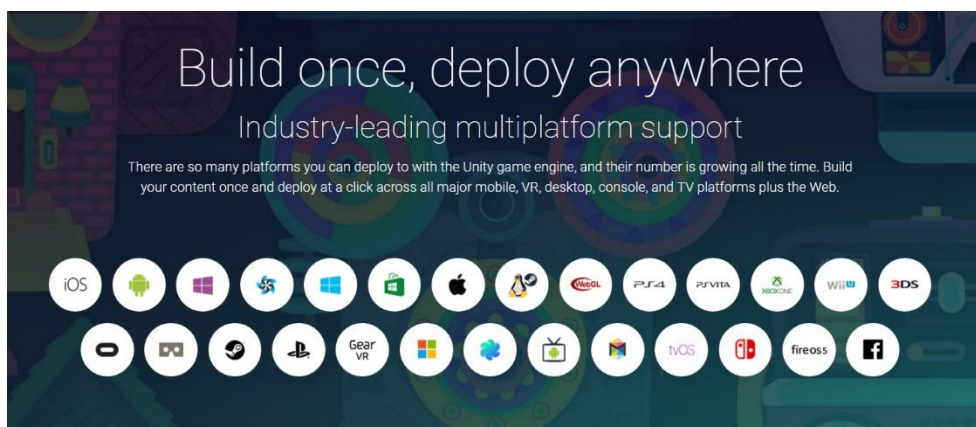 Build once, deploy anywhere
Industry-leading multiplatform support
There are so many platforms you can deploy to with the Unity game engine, and their number is growing all the time. Build
your content once and deploy at a click across all major mobile, VR, desktop, console, and TV platforms plus the Web.
iOS WebGL PS4 PSVITA XBOX ONE Wii U 3DS
Gear VR tvOS fireoss